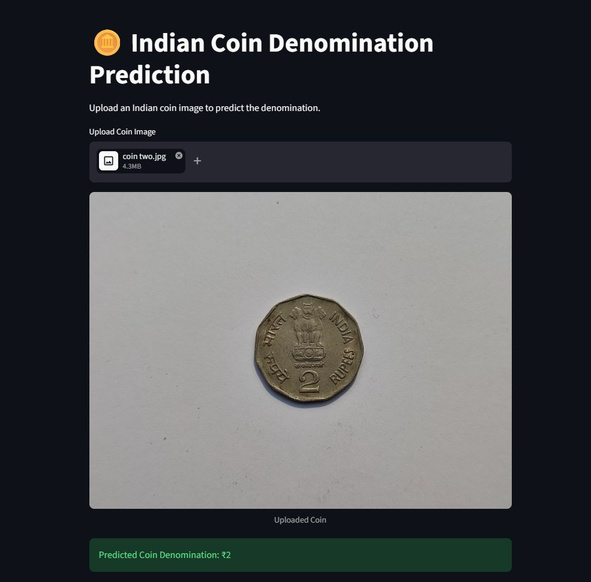 Indian Coin Denomination
Prediction
Upload an Indian coin image to predict the denomination.
Upload Coin Image
coin two.jpg
4.3MB
भारत INDIA
रुपये 2 RUPEES
Uploaded Coin
Predicted Coin Denomination: ₹2